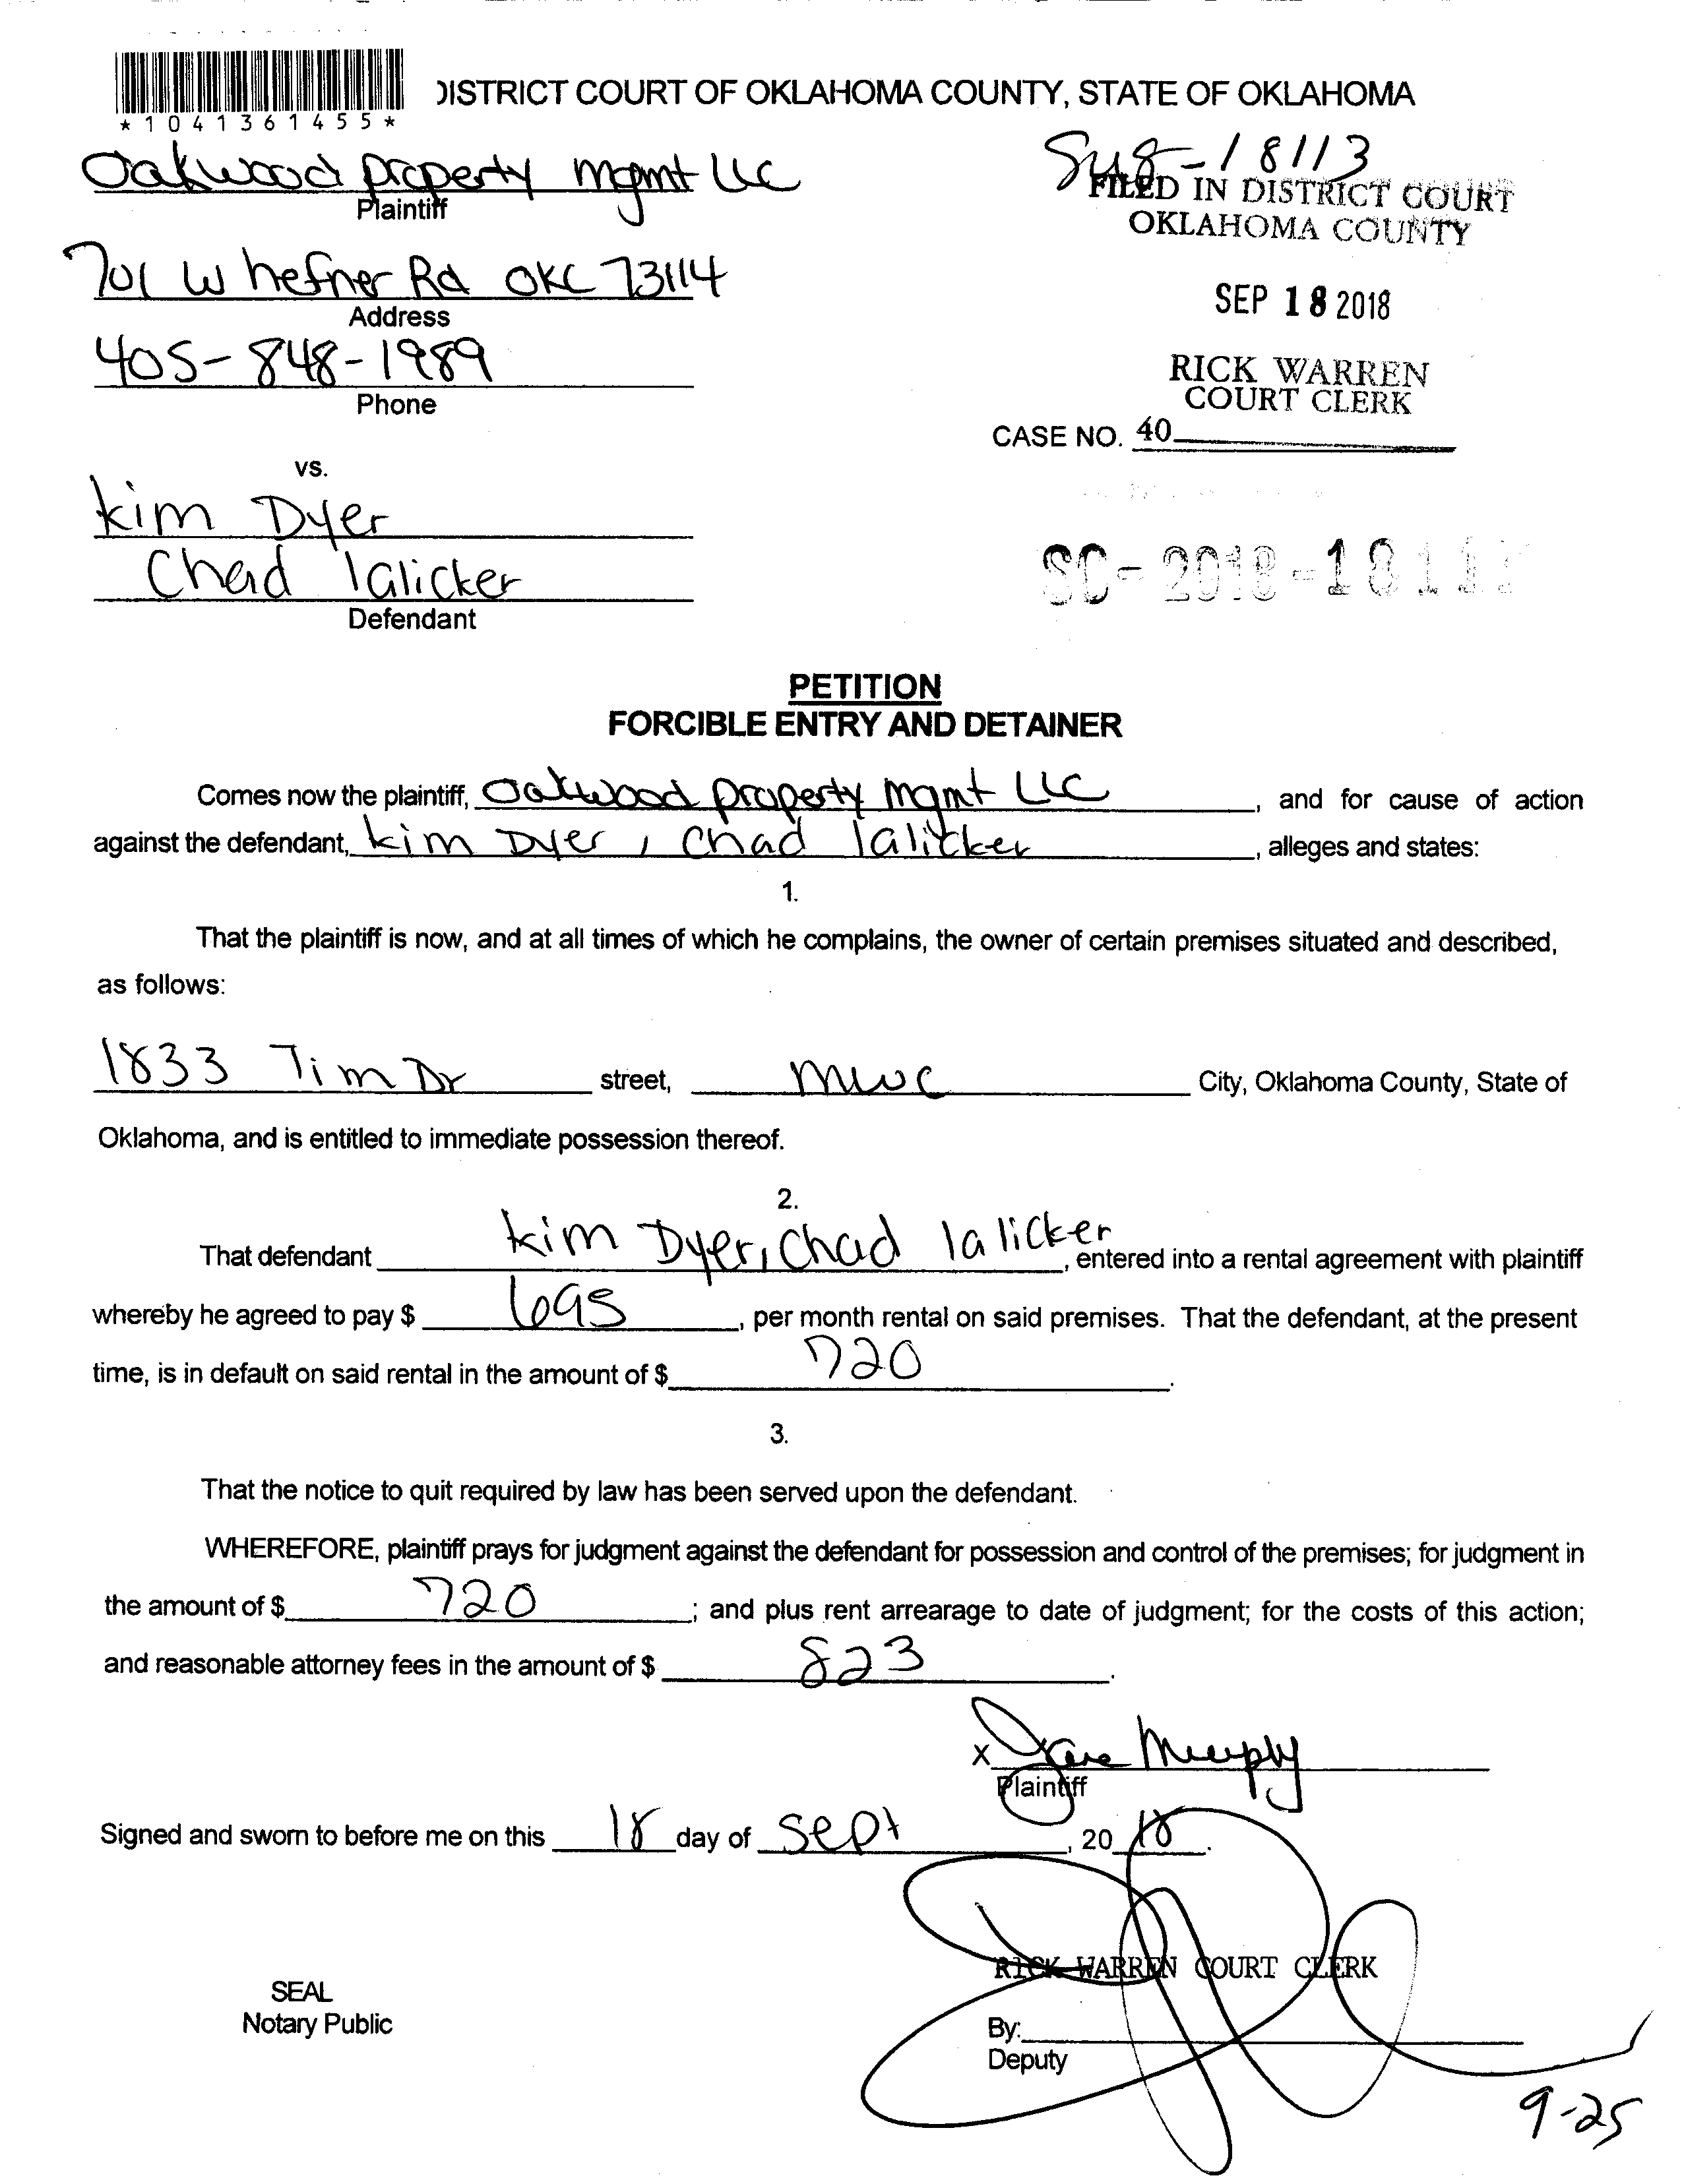 *1041361455*
DISTRICT COURT OF OKLAHOMA COUNTY, STATE OF OKLAHOMA
Oakwood property mgmt LLC
Plaintiff
18113
FILED IN DISTRICT COURT
OKLAHOMA COUNTY
701 W hefner Rd OKC 73114
Address
SEP 18 2018
405-848-1989
Phone
RICK WARREN
COURT CLERK
CASE NO. 40
vs.
Kim Dyer
Chad lalicker
Defendant
SC-2018-1811
PETITION
FORCIBLE ENTRY AND DETAINER
Comes now the plaintiff, Oakwood property mgmt LLC, and for cause of action
against the defendant, Kim Dyer, Chad lalicker, alleges and states:
1.
That the plaintiff is now, and at all times of which he complains, the owner of certain premises situated and described,
as follows:
1833 Tim Dr street, MWC City, Oklahoma County, State of
Oklahoma, and is entitled to immediate possession thereof.
2.
That defendant Kim Dyer, Chad lalicker, entered into a rental agreement with plaintiff
whereby he agreed to pay $ 695, per month rental on said premises. That the defendant, at the present
time, is in default on said rental in the amount of $ 720.
3.
That the notice to quit required by law has been served upon the defendant.
WHEREFORE, plaintiff prays for judgment against the defendant for possession and control of the premises; for judgment in
the amount of $ 720; and plus rent arrearage to date of judgment; for the costs of this action;
and reasonable attorney fees in the amount of $ 823.
X Murphy
Plaintiff
Signed and sworn to before me on this 18 day of Sept, 20 18.
RICK WARREN COURT CLERK
SEAL
Notary Public
By:
Deputy
9-25